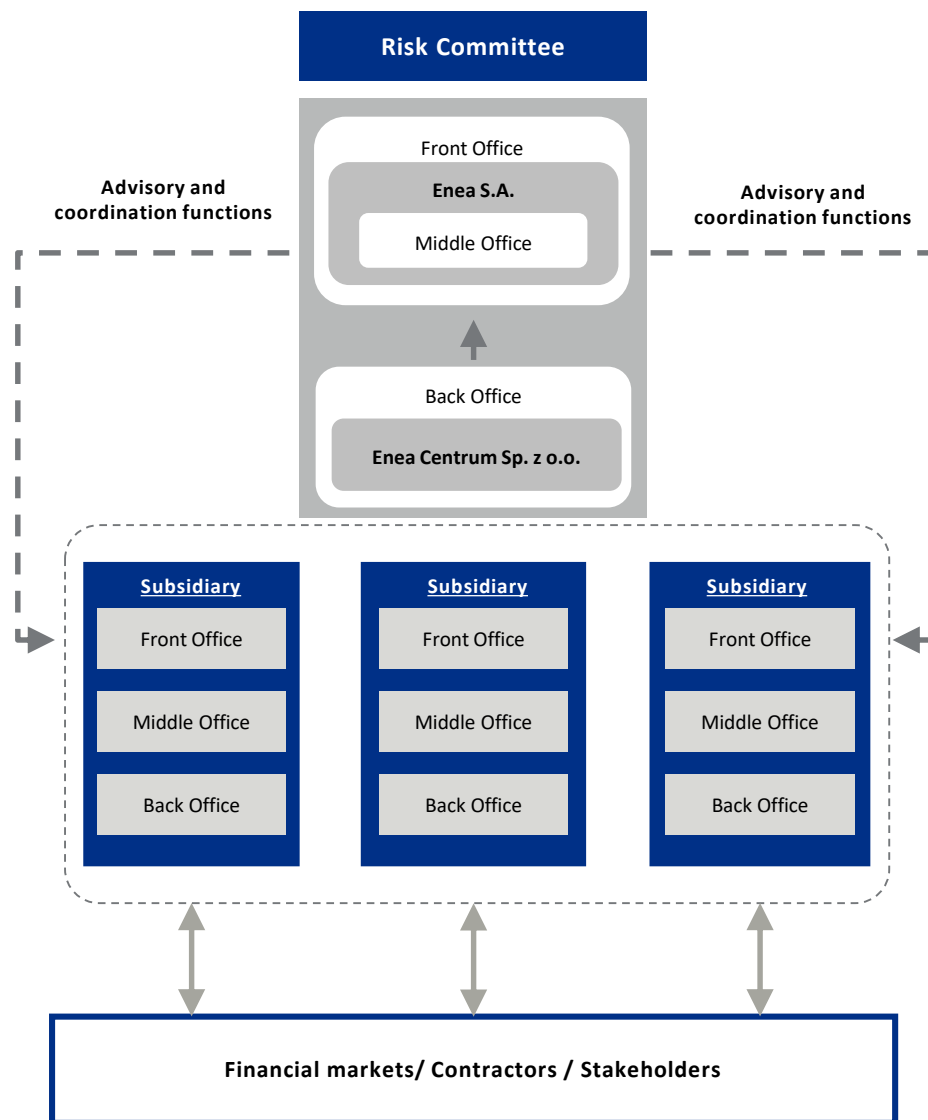 Risk Committee
Front Office
Enea S.A.
Middle Office
Advisory and
coordination functions
Advisory and
coordination functions
Back Office
Enea Centrum Sp. z o.o.
Subsidiary
Front Office
Middle Office
Back Office
Subsidiary
Front Office
Middle Office
Back Office
Subsidiary
Front Office
Middle Office
Back Office
Financial markets/ Contractors / Stakeholders